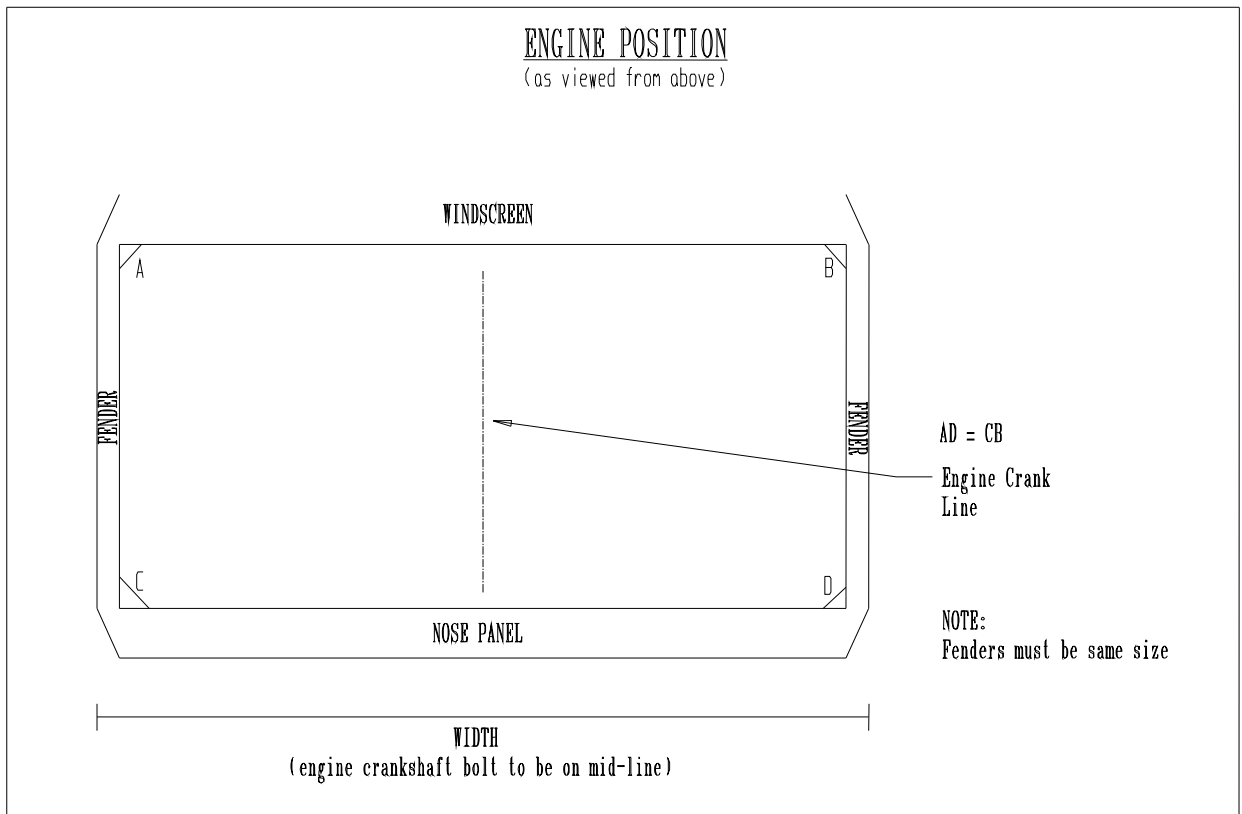 ENGINE POSITION
(as viewed from above)
WINDSCREEN
A
B
FENDER
FENDER
AD = CB
Engine Crank
Line
C
D
NOSE PANEL
NOTE:
Fenders must be same size
WIDTH
(engine crankshaft bolt to be on mid-line)